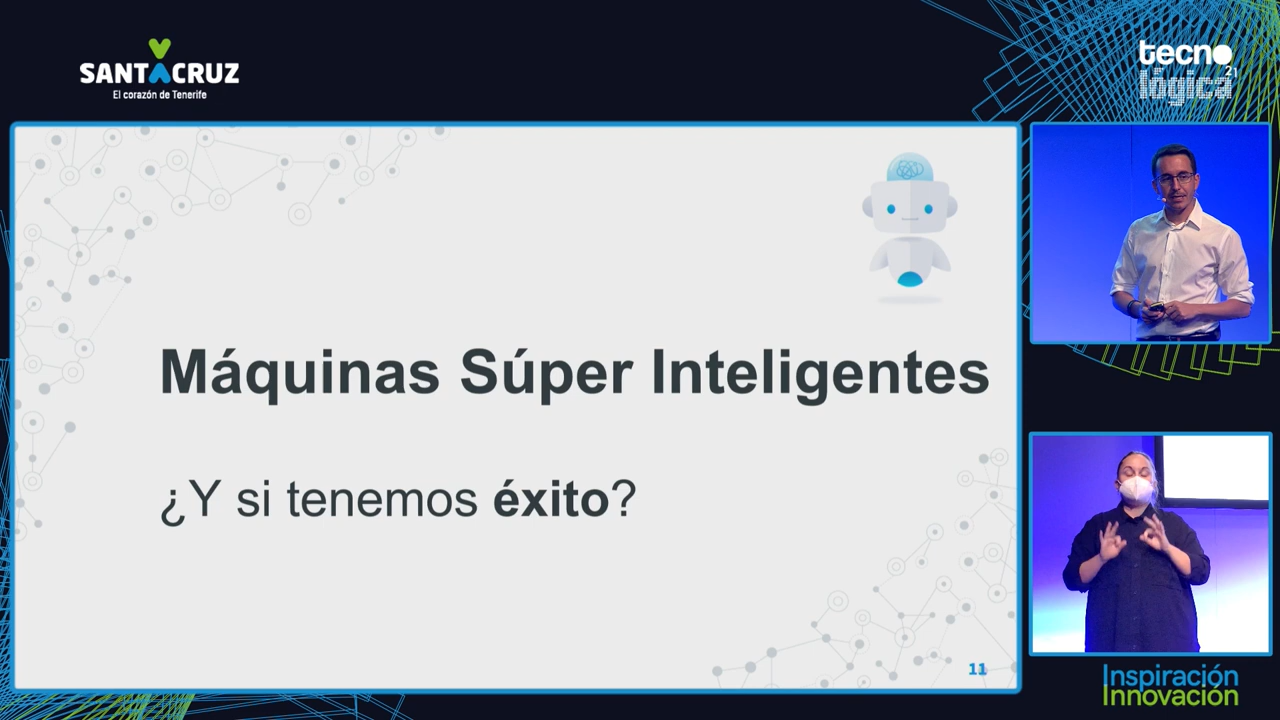 SANTACRUZ
El corazón de Tenerife
tecno
lógica
21
Máquinas Súper Inteligentes
¿Y si tenemos éxito?
11
Inspiración
Innovación